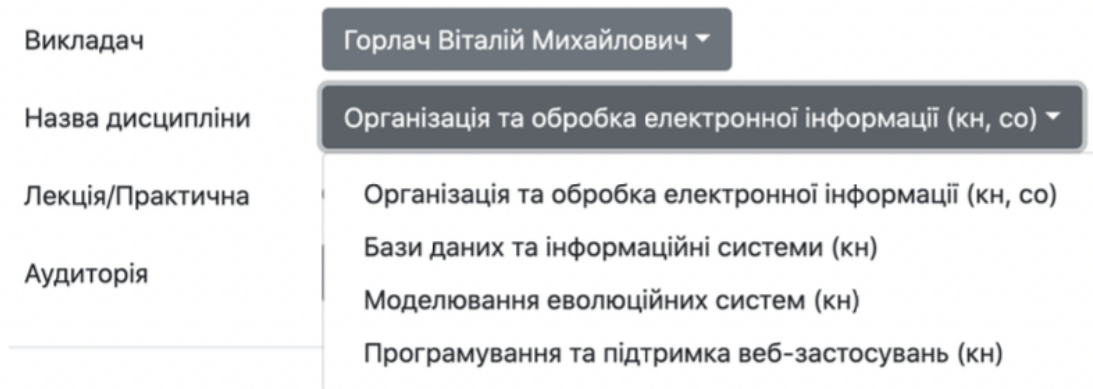 Викладач
Горлач Віталій Михайлович
Назва дисципліни
Організація та обробка електронної інформації (кн, со)
Лекція/Практична
Організація та обробка електронної інформації (кн, со)
Бази даних та інформаційні системи (кн)
Аудиторія
Моделювання еволюційних систем (кн)
Програмування та підтримка веб-застосувань (кн)